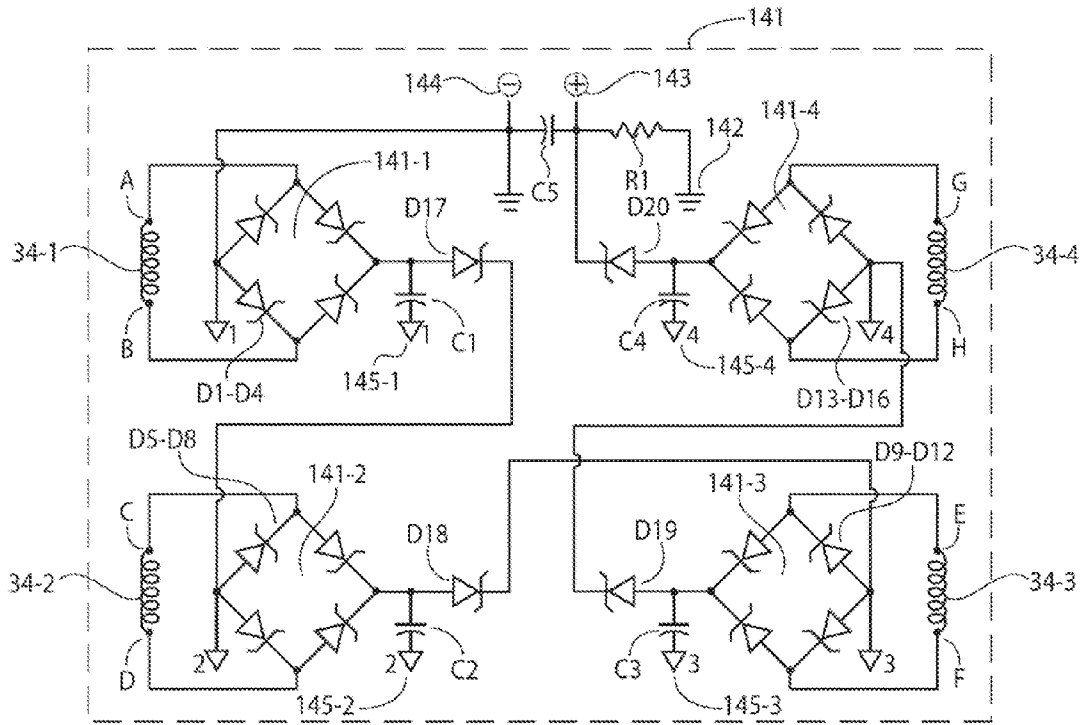 141
144 − + 143
142
141-4
141-1
C5
R1
A
G
D17
D20
34-1
34-4
1
1
C1
C4
4
4
B
H
145-1
145-4
D1-D4
D13-D16
D5-D8
D9-D12
141-2
141-3
C
E
D18
D19
34-2
34-3
2
2
C2
C3
3
3
D
F
145-2
145-3